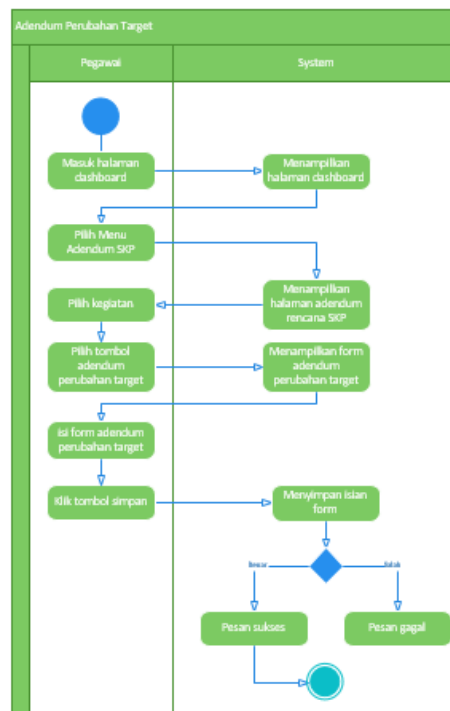 Adendum Perubahan Target
Pegawai
System
Masuk halaman
dashboard
Menampilkan
halaman dashboard
Pilih Menu
Adendum SKP
Menampilkan
halaman adendum
rencana SKP
Pilih kegiatan
Pilih tombol
adendum
perubahan target
Menampilkan form
adendum
perubahan target
isi form adendum
perubahan target
Klik tombol simpan
Menyimpan isian
form
benar
tidak
Pesan sukses
Pesan gagal